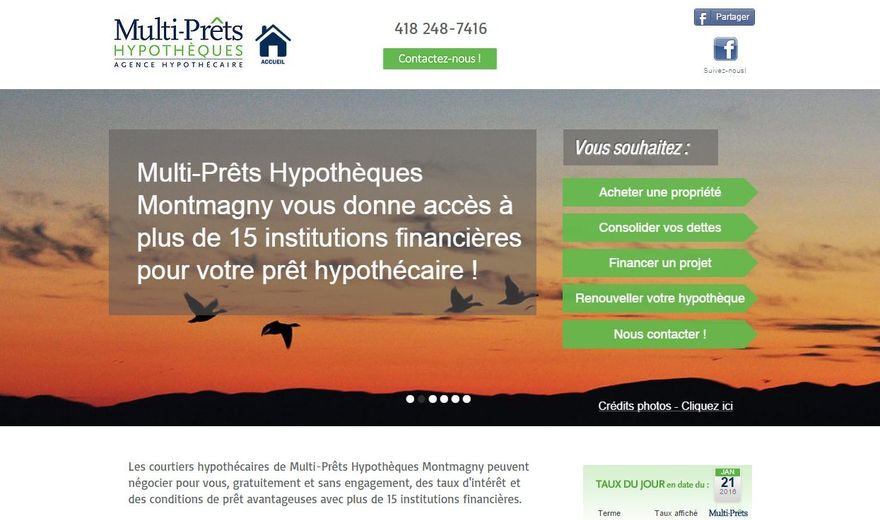 Multi-Prêts
HYPOTHÈQUES
AGENCE HYPOTHÉCAIRE
ACCUEIL
418 248-7416
Contactez-nous !
Partager
Suivez-nous!
Multi-Prêts Hypothèques
Montmagny vous donne accès à
plus de 15 institutions financières
pour votre prêt hypothécaire !
Vous souhaitez :
Acheter une propriété
Consolider vos dettes
Financer un projet
Renouveller votre hypothèque
Nous contacter !
Crédits photos - Cliquez ici
Les courtiers hypothécaires de Multi-Prêts Hypothèques Montmagny peuvent
négocier pour vous, gratuitement et sans engagement, des taux d'intérêt et
des conditions de prêt avantageuses avec plus de 15 institutions financières.
TAUX DU JOUR en date du :
JAN
21
2016
Terme Taux affiché Multi-Prêts